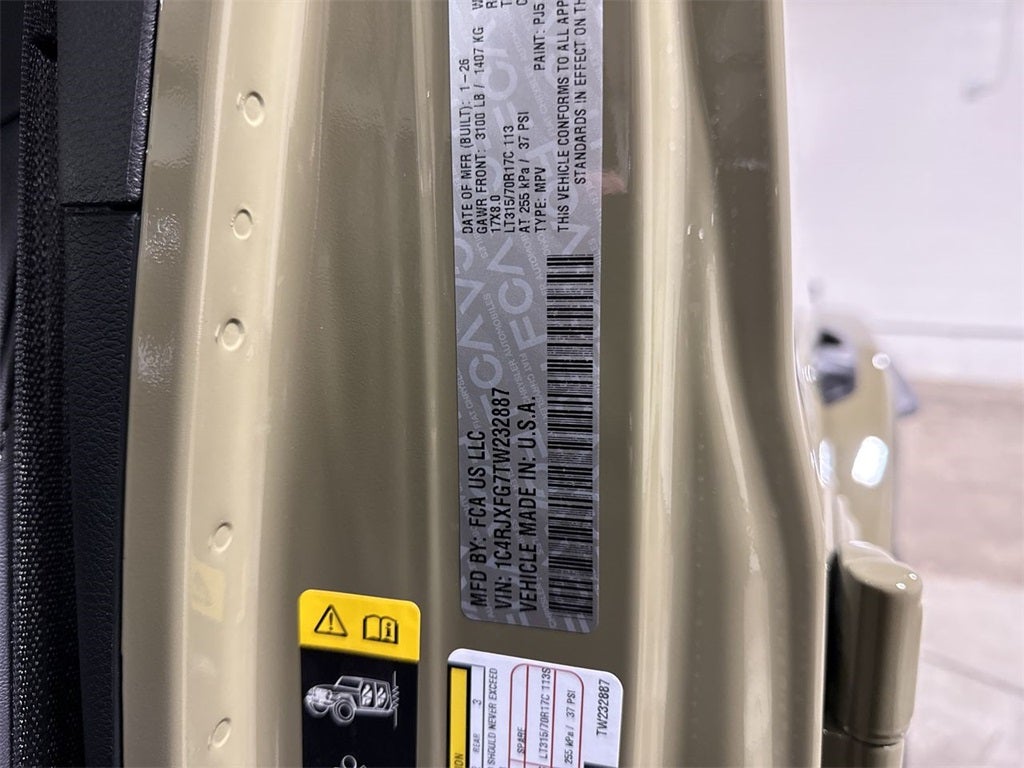 MFD BY: FCA US LLC
VIN: 1C4RJXFG7TW232887
VEHICLE MADE IN: U.S.A.
DATE OF MFR (BUILT): 1-26
GAWR FRONT: 3100 LB / 1407 KG
17X8.0
LT315/70R17C 113
AT 255 kPa / 37 PSI
TYPE: MPV PAINT: PJ5
THIS VEHICLE CONFORMS TO ALL APP
STANDARDS IN EFFECT ON TH
REAR 3
SHOULD NEVER EXCEED
SPARE
LT315/70R17C 113S
255 kPa / 37 PSI
TW232887